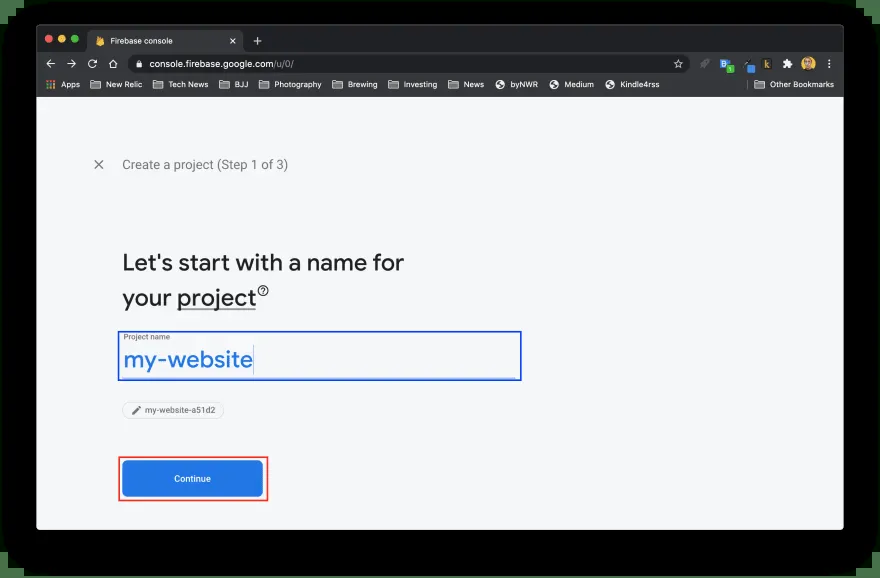 Firebase console
console.firebase.google.com/u/0/
Apps New Relic Tech News BJJ Photography Brewing Investing News byNWR Medium Kindle4rss Other Bookmarks
Create a project (Step 1 of 3)
Let's start with a name for
your project
Project name
my-website
my-website-a51d2
Continue